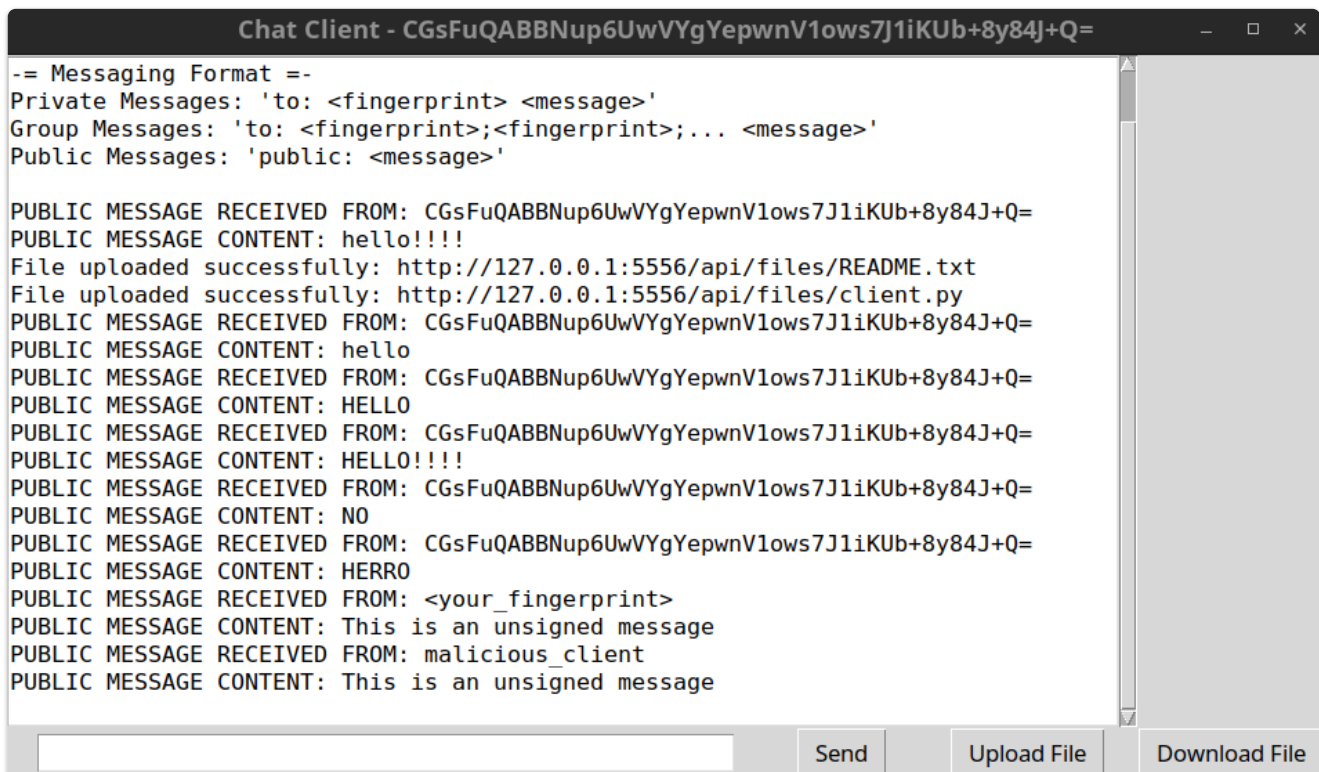 Chat Client - CGsFuQABBNup6UwVYgYepwnV1ows7J1iKUb+8y84J+Q=
-= Messaging Format =-
Private Messages: 'to: <fingerprint> <message>'
Group Messages: 'to: <fingerprint>;<fingerprint>;... <message>'
Public Messages: 'public: <message>'
PUBLIC MESSAGE RECEIVED FROM: CGsFuQABBNup6UwVYgYepwnV1ows7J1iKUb+8y84J+Q=
PUBLIC MESSAGE CONTENT: hello!!!!
File uploaded successfully: http://127.0.0.1:5556/api/files/README.txt
File uploaded successfully: http://127.0.0.1:5556/api/files/client.py
PUBLIC MESSAGE RECEIVED FROM: CGsFuQABBNup6UwVYgYepwnV1ows7J1iKUb+8y84J+Q=
PUBLIC MESSAGE CONTENT: hello
PUBLIC MESSAGE RECEIVED FROM: CGsFuQABBNup6UwVYgYepwnV1ows7J1iKUb+8y84J+Q=
PUBLIC MESSAGE CONTENT: HELLO
PUBLIC MESSAGE RECEIVED FROM: CGsFuQABBNup6UwVYgYepwnV1ows7J1iKUb+8y84J+Q=
PUBLIC MESSAGE CONTENT: HELLO!!!!
PUBLIC MESSAGE RECEIVED FROM: CGsFuQABBNup6UwVYgYepwnV1ows7J1iKUb+8y84J+Q=
PUBLIC MESSAGE CONTENT: NO
PUBLIC MESSAGE RECEIVED FROM: CGsFuQABBNup6UwVYgYepwnV1ows7J1iKUb+8y84J+Q=
PUBLIC MESSAGE CONTENT: HERRO
PUBLIC MESSAGE RECEIVED FROM: <your_fingerprint>
PUBLIC MESSAGE CONTENT: This is an unsigned message
PUBLIC MESSAGE RECEIVED FROM: malicious_client
PUBLIC MESSAGE CONTENT: This is an unsigned message
Send Upload File Download File